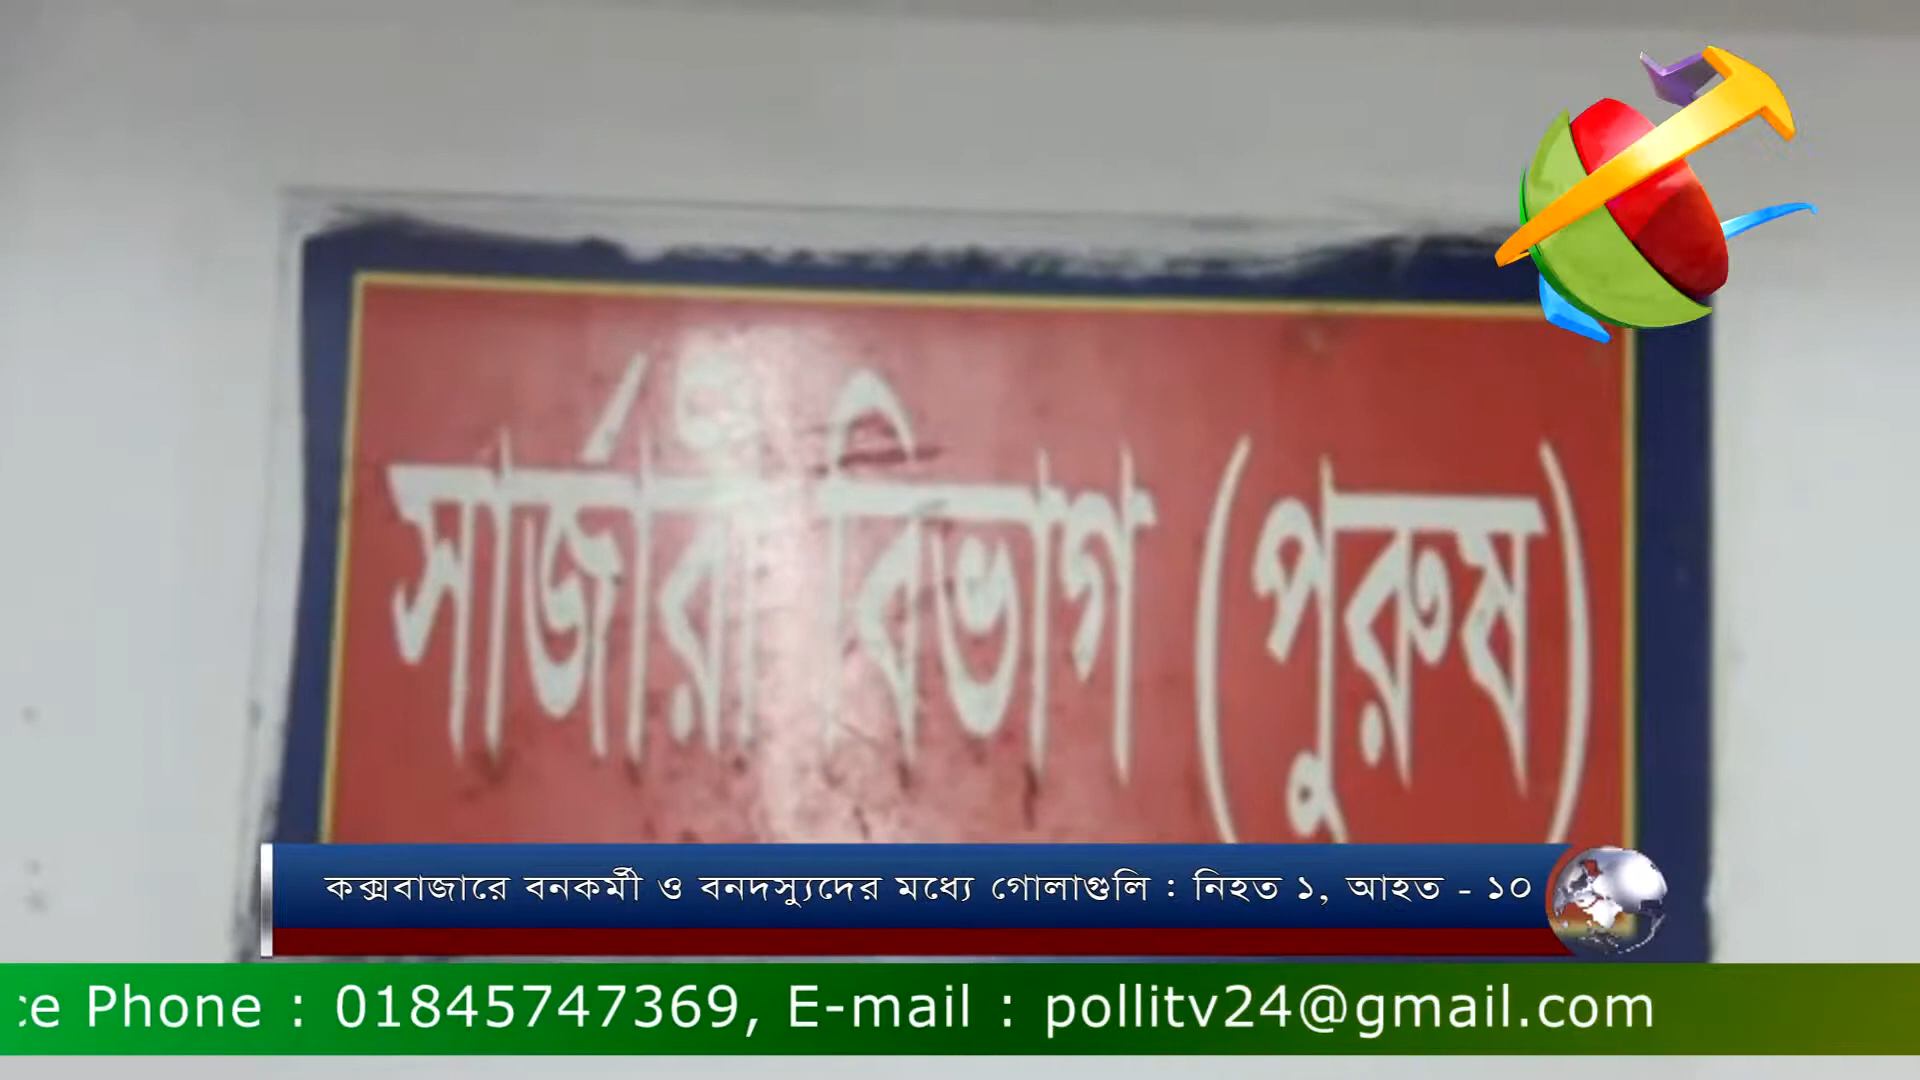 সার্জারী বিভাগ (পুরুষ)
কক্সবাজারে বনকর্মী ও বনদস্যুদের মধ্যে গোলাগুলি : নিহত ১, আহত - ১০
Phone : 01845747369, E-mail : pollitv24@gmail.com